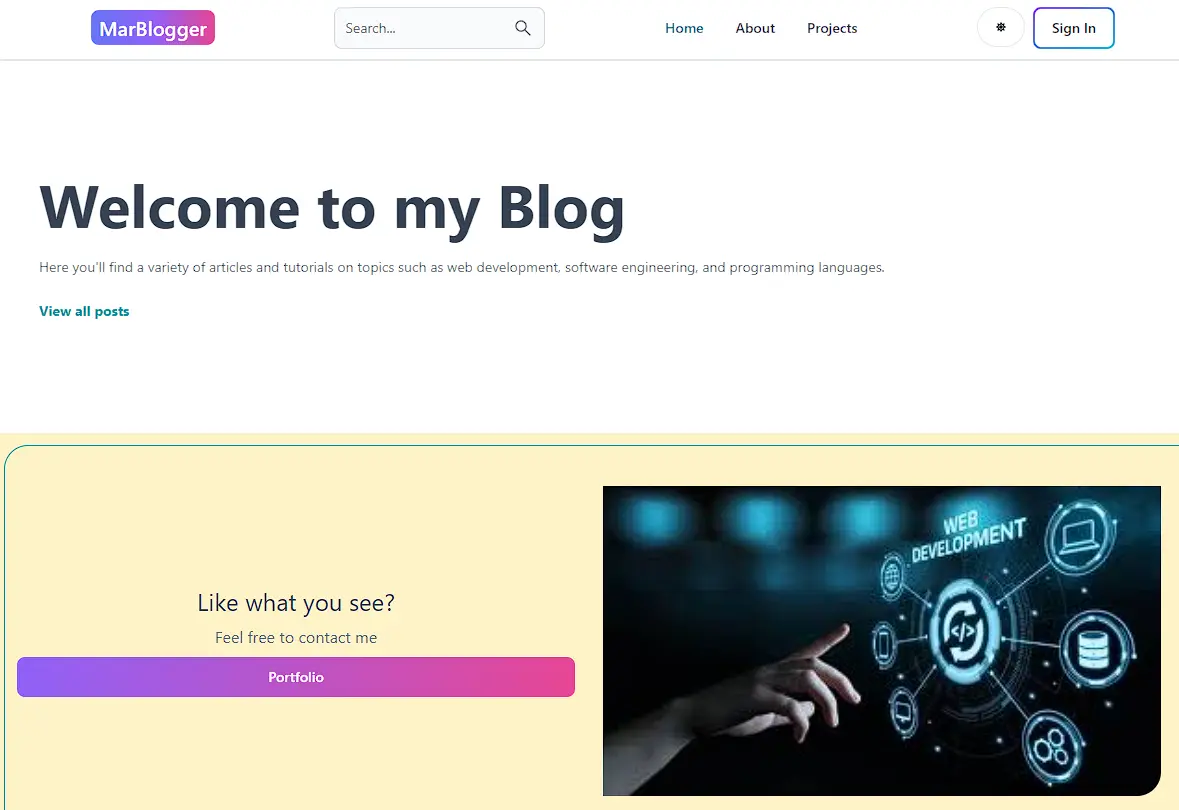 MarBlogger
Search...
Home
About
Projects
Sign In
Welcome to my Blog
Here you'll find a variety of articles and tutorials on topics such as web development, software engineering, and programming languages.
View all posts
Like what you see?
Feel free to contact me
Portfolio
WEB
DEVELOPMENT
</>